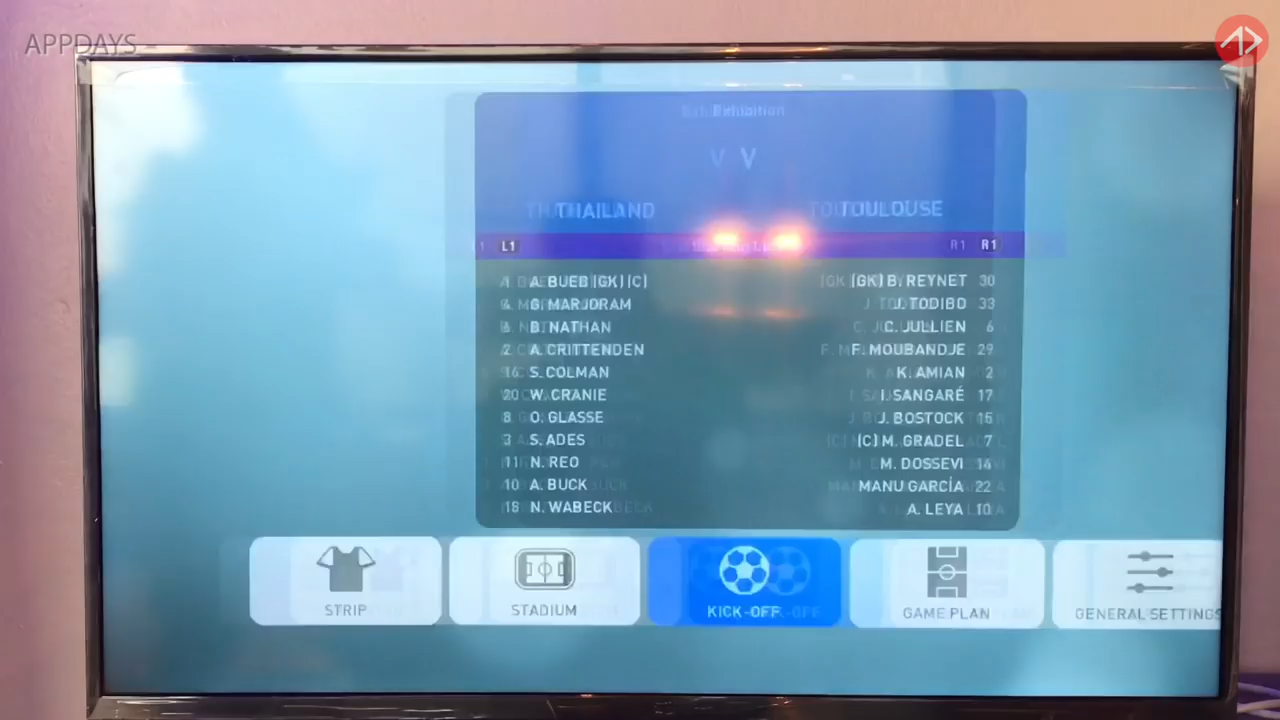 APPDAYS
Exhibition
V
THAILAND TOULOUSE
L1 R1
A. BUEB (GK) (C) (GK) B. REYNET 30
4 G. MARJORAM J. TODIBO 33
B. NATHAN C. JULLIEN 6
2 A. CRITTENDEN F. MOUBANDJE 29
16 S. COLMAN K. AMIAN 2
20 W. CRANIE I. SANGARÉ 17
8 O. GLASSE J. BOSTOCK 15
3 S. ADES (C) M. GRADEL 7
11 N. REO M. DOSSEVI 14
10 A. BUCK MANU GARCÍA 22
18 N. WABECK A. LEYA 10
STRIP STADIUM KICK-OFF GAME PLAN GENERAL SETTINGS